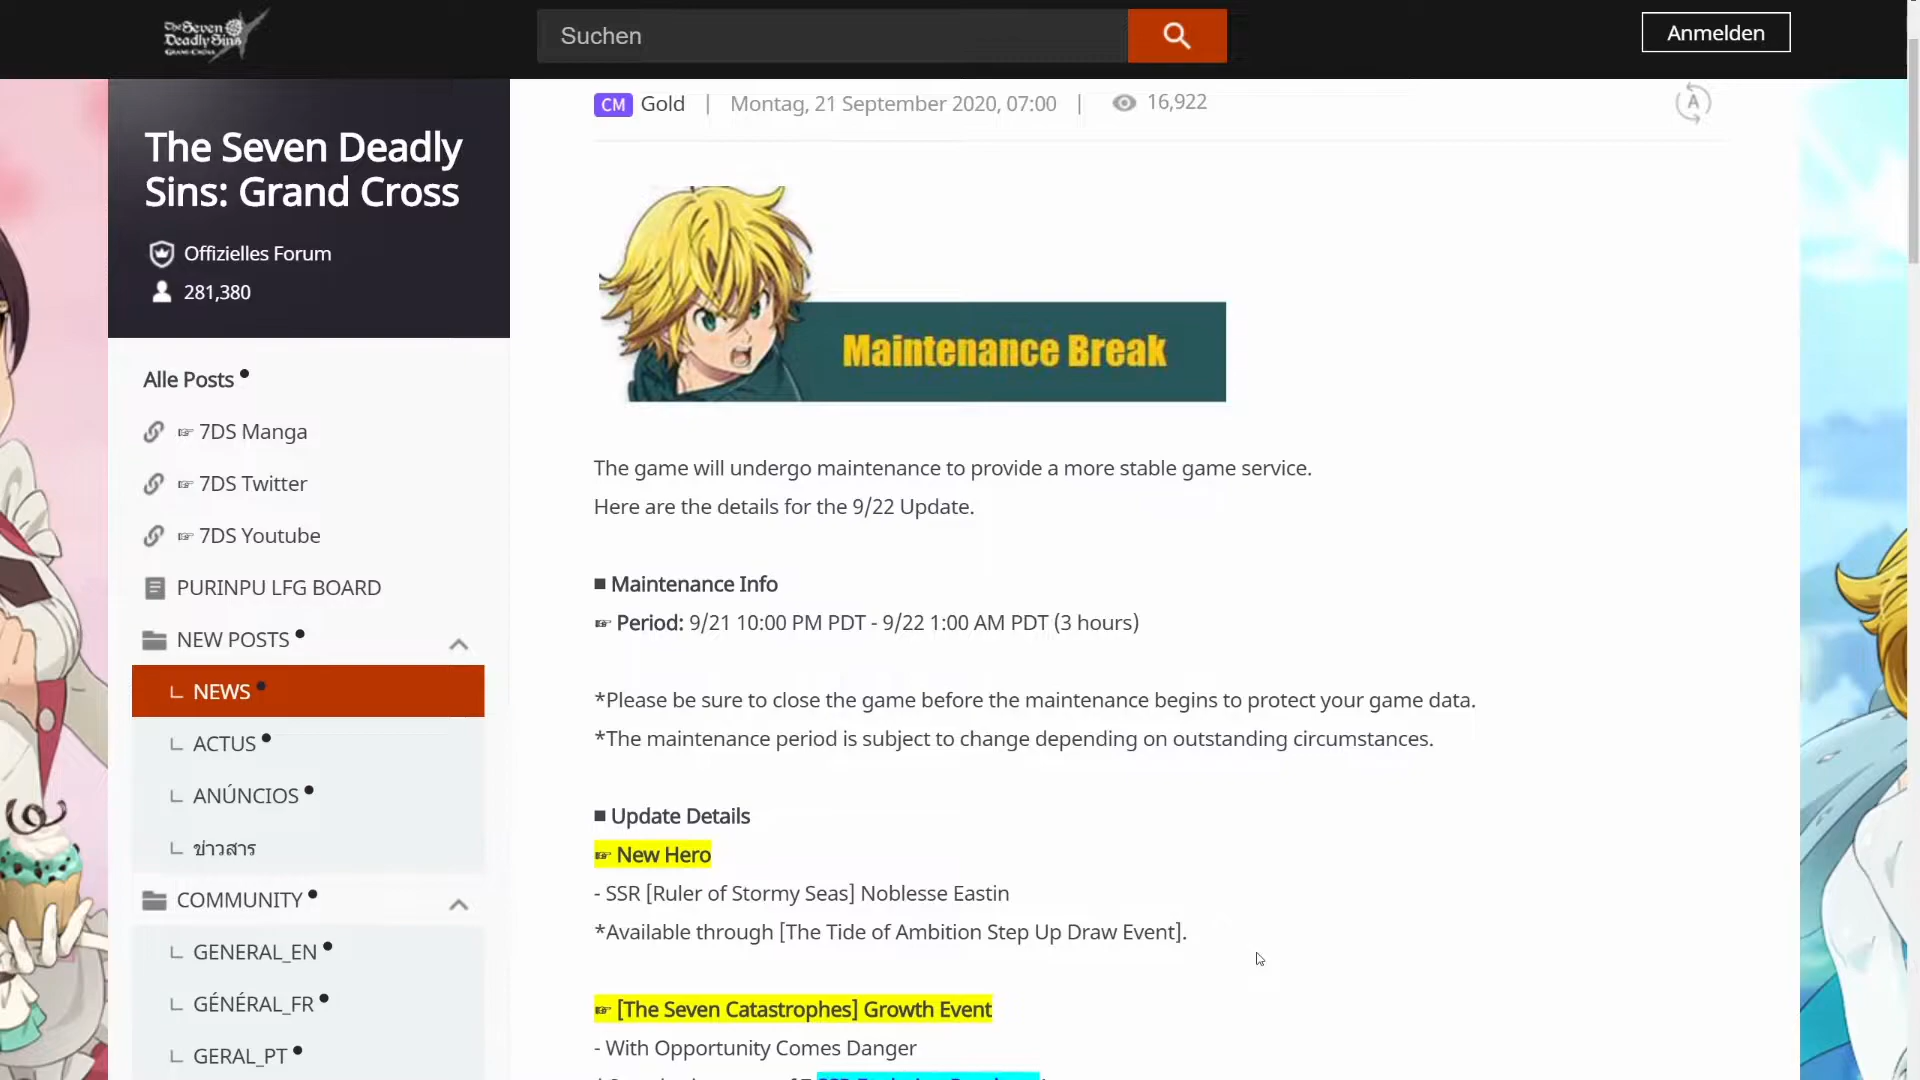 The Seven
Deadly Sins
GRAND CROSS
Suchen
Anmelden
The Seven Deadly
Sins: Grand Cross
Offizielles Forum
281,380
Alle Posts
☞ 7DS Manga
☞ 7DS Twitter
☞ 7DS Youtube
PURINPU LFG BOARD
NEW POSTS
NEWS
ACTUS
ANÚNCIOS
ข่าวสาร
COMMUNITY
GENERAL_EN
GÉNÉRAL_FR
GERAL_PT
CM Gold | Montag, 21 September 2020, 07:00 | 16,922
A
Maintenance Break
The game will undergo maintenance to provide a more stable game service.
Here are the details for the 9/22 Update.
■ Maintenance Info
☞ Period: 9/21 10:00 PM PDT - 9/22 1:00 AM PDT (3 hours)
*Please be sure to close the game before the maintenance begins to protect your game data.
*The maintenance period is subject to change depending on outstanding circumstances.
■ Update Details
☞ New Hero
- SSR [Ruler of Stormy Seas] Noblesse Eastin
*Available through [The Tide of Ambition Step Up Draw Event].
☞ [The Seven Catastrophes] Growth Event
- With Opportunity Comes Danger